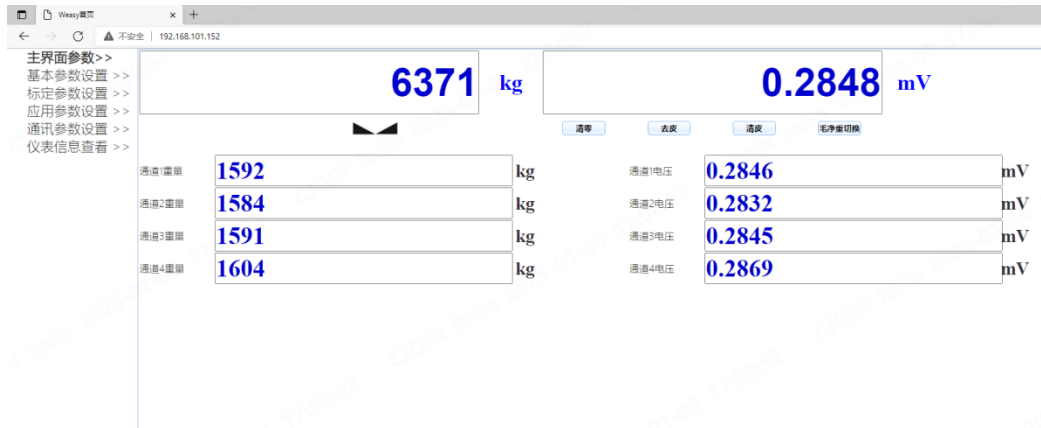 Weasy首页
不安全 | 192.168.101.152
主界面参数>>
基本参数设置 >>
标定参数设置 >>
应用参数设置 >>
通讯参数设置 >>
仪表信息查看 >>
6371 kg 0.2848 mV
清零 去皮 清皮 毛净重切换
通道1重量 1592 kg 通道1电压 0.2846 mV
通道2重量 1584 kg 通道2电压 0.2832 mV
通道3重量 1591 kg 通道3电压 0.2845 mV
通道4重量 1604 kg 通道4电压 0.2869 mV